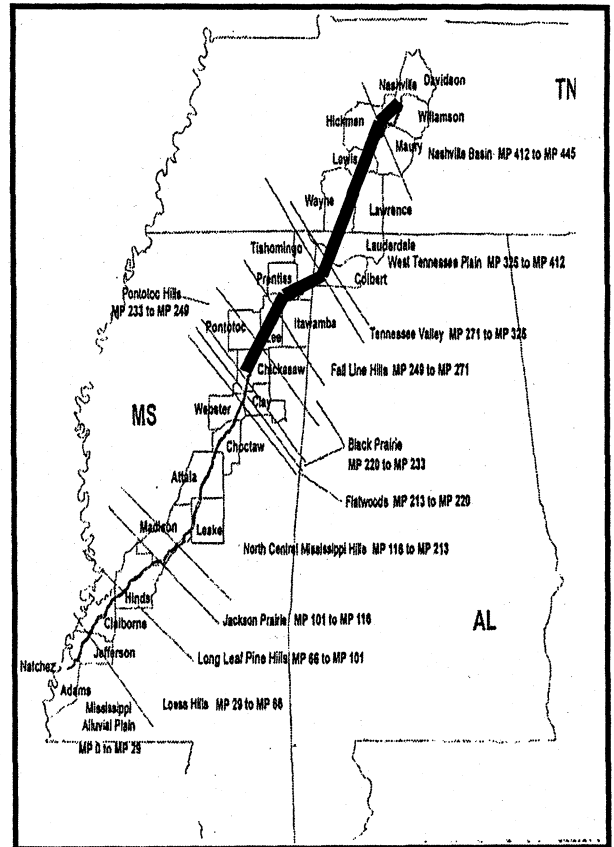 Nashville
Davidson
TN
Hickman
Williamson
Maury
Nashville Basin MP 412 to MP 445
Lewis
Wayne
Lawrence
Tishomingo
Lauderdale
West Tennessee Plain MP 325 to MP 412
Prentiss
Colbert
Pontotoc Hills
MP 233 to MP 249
Itawamba
Pontotoc
Lee
Tennessee Valley MP 271 to MP 325
Chickasaw
Fall Line Hills MP 249 to MP 271
MS
Webster
Clay
Choctaw
Black Prairie
MP 220 to MP 233
Attala
Flatwoods MP 213 to MP 220
Madison
Leake
North Central Mississippi Hills MP 116 to MP 213
Hinds
Jackson Prairie MP 101 to MP 116
AL
Claiborne
Jefferson
Long Leaf Pine Hills MP 66 to MP 101
Natchez
Adams
Loess Hills MP 29 to MP 66
Mississippi
Alluvial Plain
MP 0 to MP 29